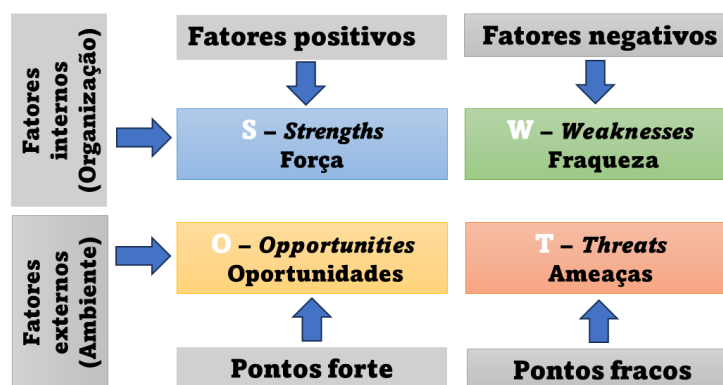 Fatores positivos
Fatores negativos
Fatores
internos
(Organização)
S – Strengths
Força
W – Weaknesses
Fraqueza
Fatores
externos
(Ambiente)
O – Opportunities
Oportunidades
T – Threats
Ameaças
Pontos forte
Pontos fracos